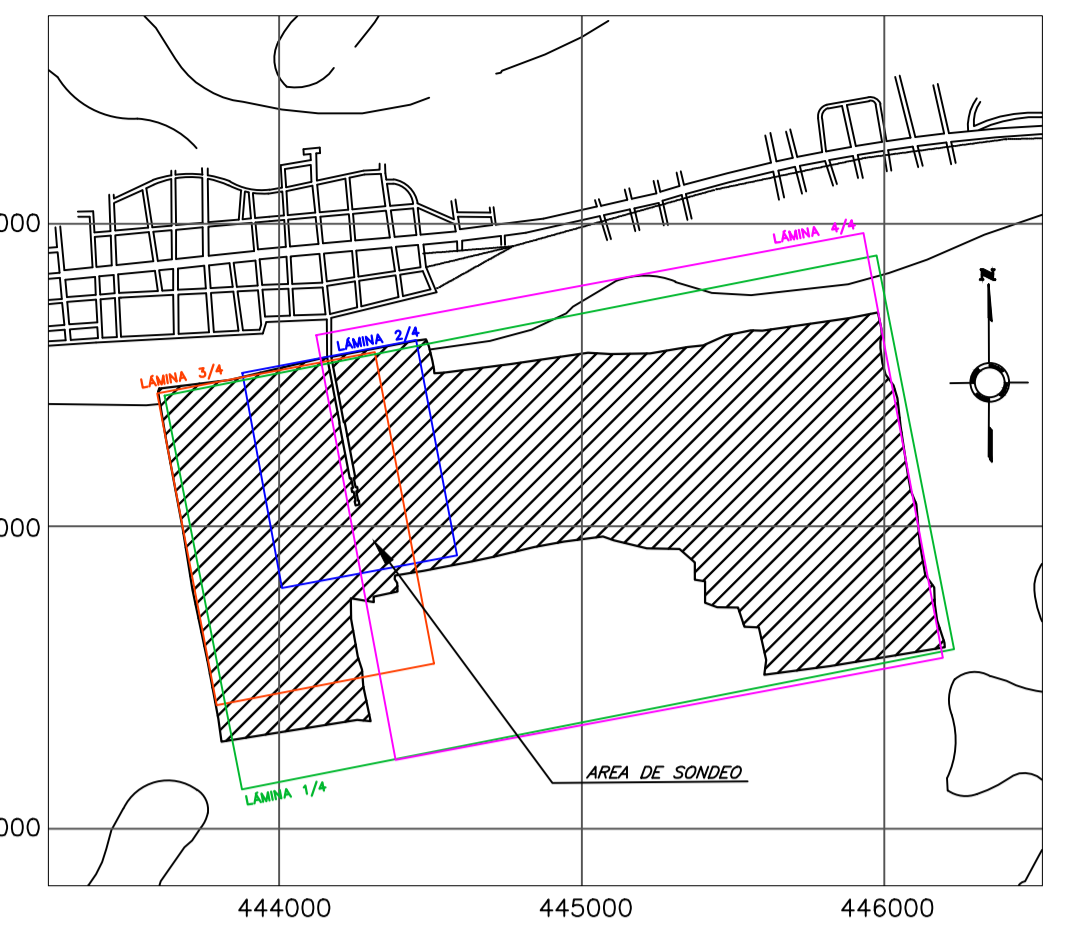 000
LÁMINA 4/4
N
LÁMINA 2/4
LÁMINA 3/4
000
AREA DE SONDEO
LÁMINA 1/4
000
444000
445000
446000